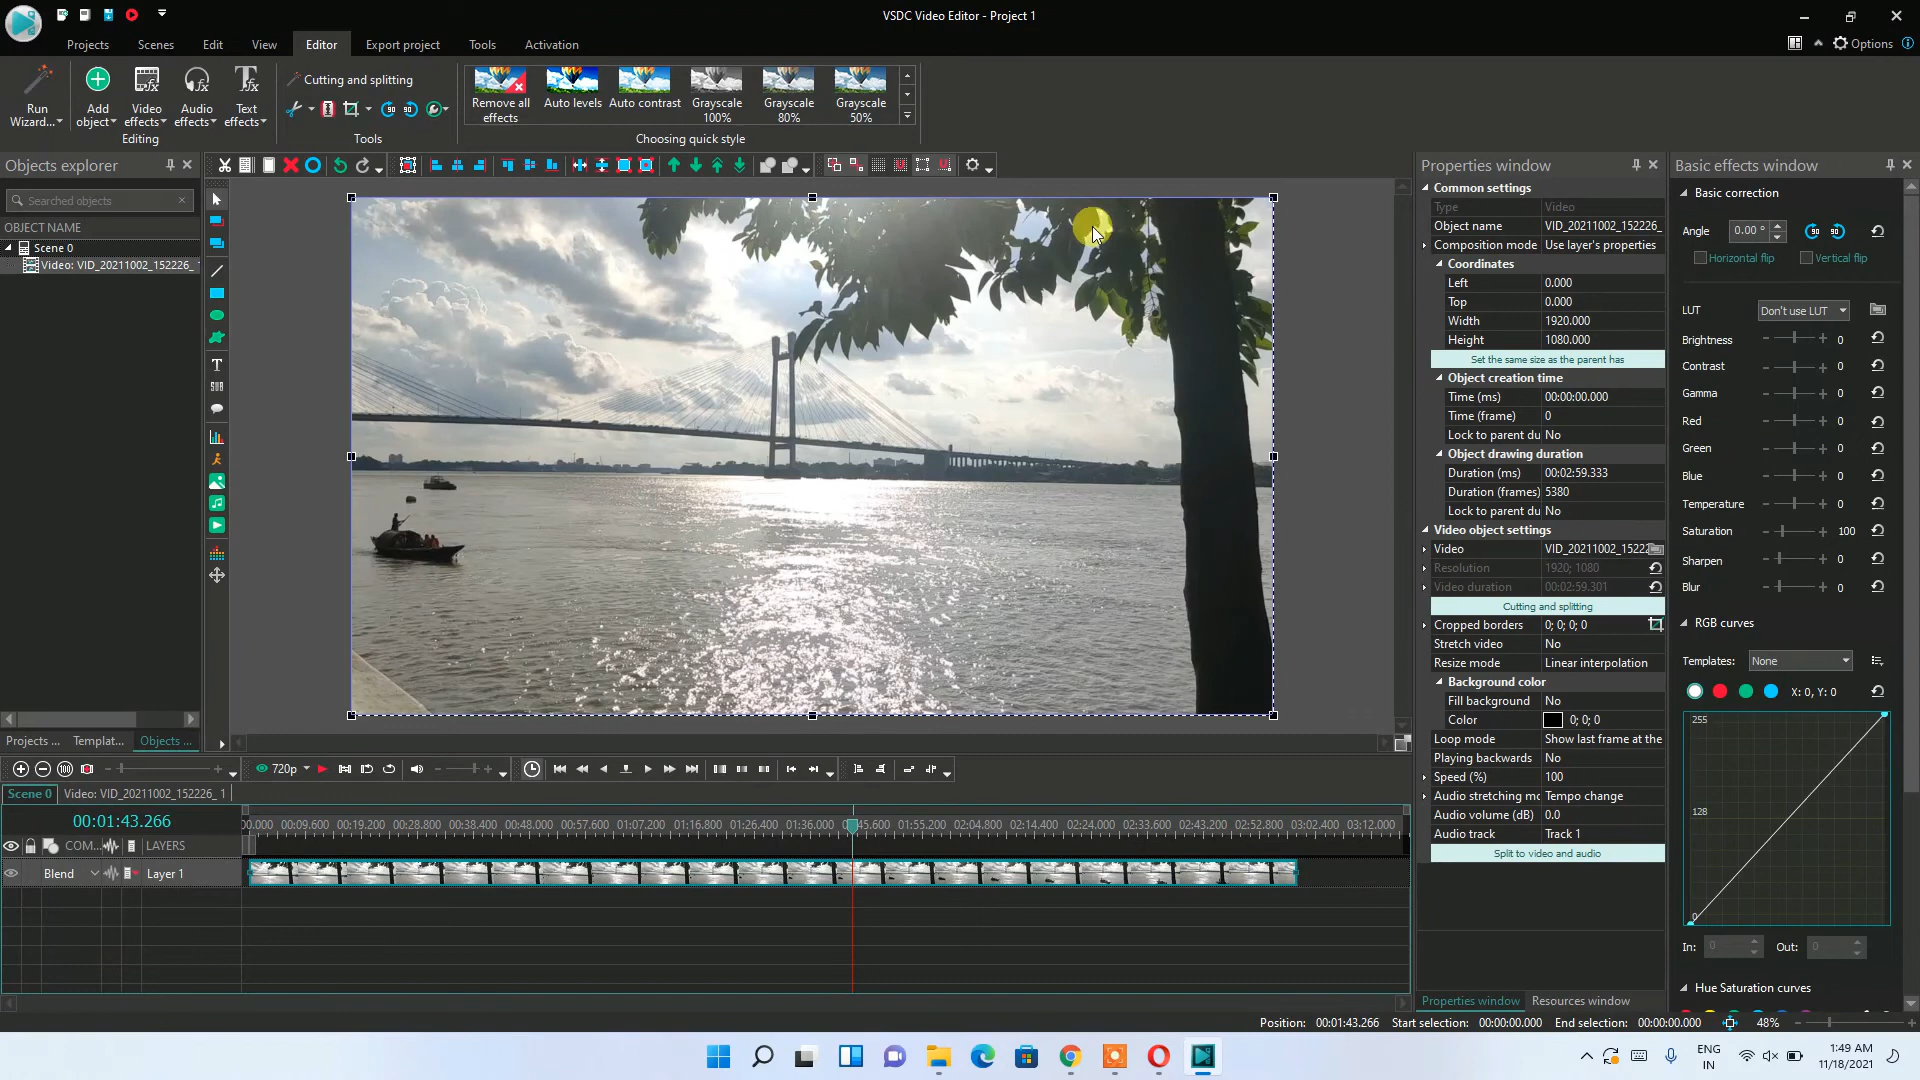 VSDC Video Editor - Project 1
Projects
Scenes
Edit
View
Editor
Export project
Tools
Activation
Options
Run Wizard...
Add object
Video effects
Audio effects
Text effects
Editing
Cutting and splitting
Tools
Remove all effects
Auto levels
Auto contrast
Grayscale 100%
Grayscale 80%
Grayscale 50%
Choosing quick style
Objects explorer
Searched objects
OBJECT NAME
Scene 0
Video: VID_20211002_152226_
Projects ...
Templat...
Objects ...
Properties window
Common settings
Type Video
Object name VID_20211002_152226_
Composition mode Use layer's properties
Coordinates
Left 0.000
Top 0.000
Width 1920.000
Height 1080.000
Set the same size as the parent has
Object creation time
Time (ms) 00:00:00.000
Time (frame) 0
Lock to parent du No
Object drawing duration
Duration (ms) 00:02:59.333
Duration (frames) 5380
Lock to parent du No
Video object settings
Video VID_20211002_1522
Resolution 1920; 1080
Video duration 00:02:59.301
Cutting and splitting
Cropped borders 0; 0; 0; 0
Stretch video No
Resize mode Linear interpolation
Background color
Fill background No
Color 0; 0; 0
Loop mode Show last frame at the
Playing backwards No
Speed (%) 100
Audio stretching mo Tempo change
Audio volume (dB) 0.0
Audio track Track 1
Split to video and audio
Properties window
Resources window
Basic effects window
Basic correction
Angle 0.00 °
90
90
Horizontal flip
Vertical flip
LUT Don't use LUT
Brightness 0
Contrast 0
Gamma 0
Red 0
Green 0
Blue 0
Temperature 0
Saturation 100
Sharpen 0
Blur 0
RGB curves
Templates: None
X: 0, Y: 0
255
128
0
In: 0
Out: 0
Hue Saturation curves
720p
Scene 0
Video: VID_20211002_152226_ 1
00:01:43.266
00.000 00:09.600 00:19.200 00:28.800 00:38.400 00:48.000 00:57.600 01:07.200 01:16.800 01:26.400 01:36.000 45.600 01:55.200 02:04.800 02:14.400 02:24.000 02:33.600 02:43.200 02:52.800 03:02.400 03:12.000
COM...
LAYERS
Blend
Layer 1
Position: 00:01:43.266
Start selection: 00:00:00.000
End selection: 00:00:00.000
48%
ENG
IN
1:49 AM
11/18/2021